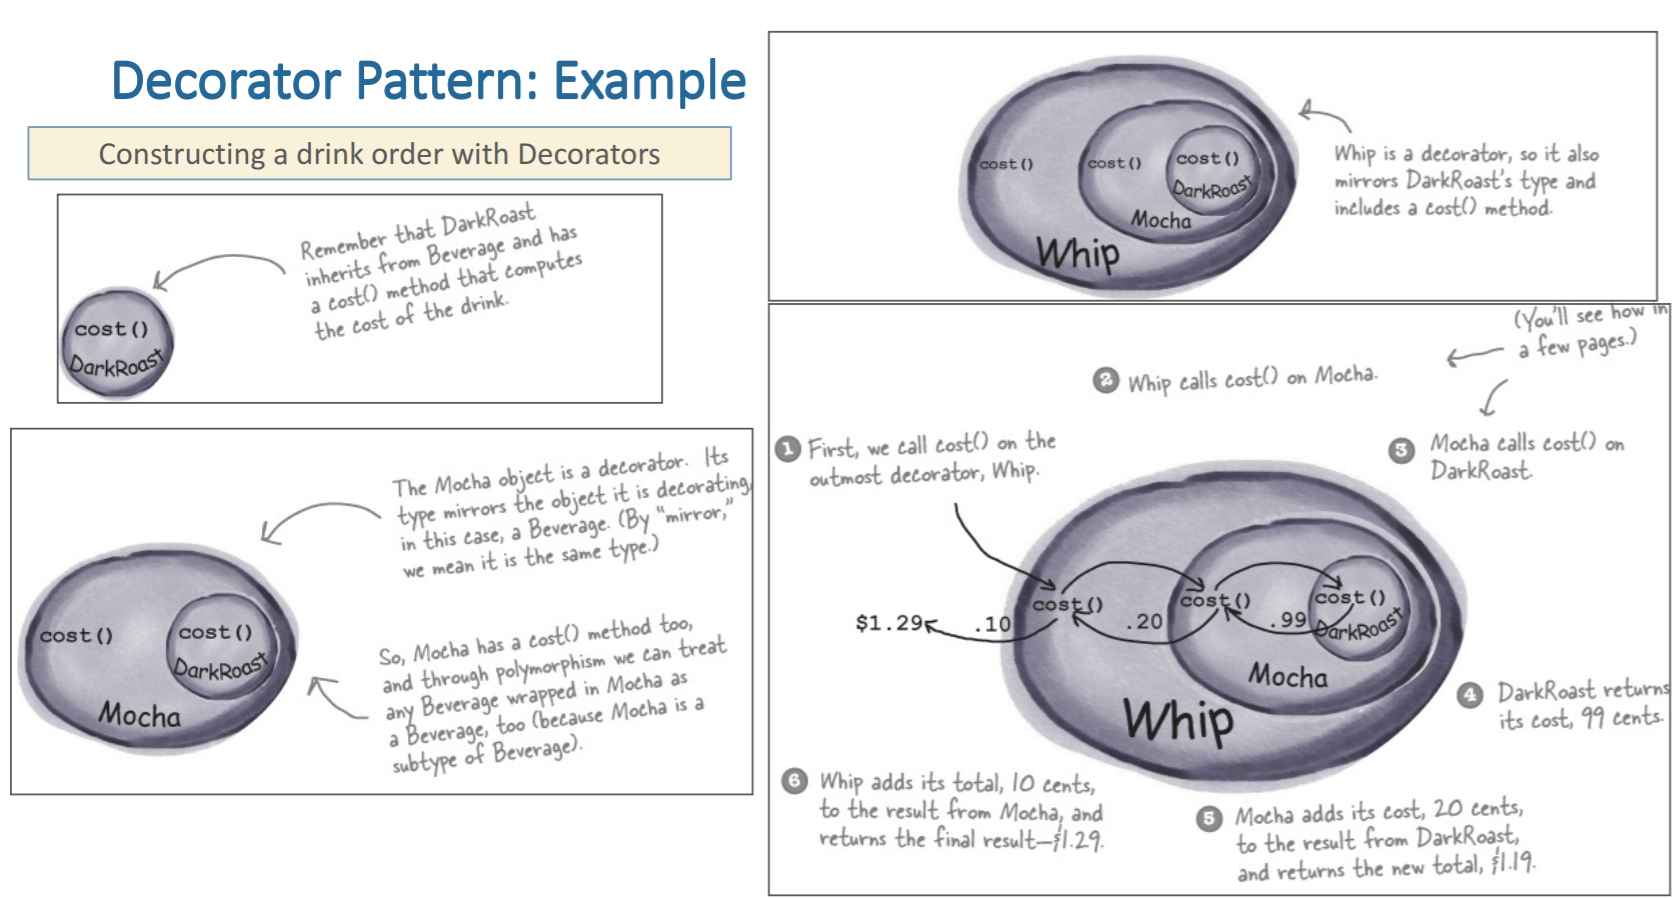 Decorator Pattern: Example
Constructing a drink order with Decorators
Remember that DarkRoast
inherits from Beverage and has
a cost() method that computes
the cost of the drink.
cost()
DarkRoast
The Mocha object is a decorator. Its
type mirrors the object it is decorating,
in this case, a Beverage. (By "mirror,"
we mean it is the same type.)
cost()
cost()
DarkRoast
Mocha
So, Mocha has a cost() method too,
and through polymorphism we can treat
any Beverage wrapped in Mocha as
a Beverage, too (because Mocha is a
subtype of Beverage).
cost()
cost()
cost()
DarkRoast
Mocha
Whip
Whip is a decorator, so it also
mirrors DarkRoast's type and
includes a cost() method.
(You'll see how in
a few pages.)
2 Whip calls cost() on Mocha.
1 First, we call cost() on the
outmost decorator, Whip.
3 Mocha calls cost() on
DarkRoast.
cost()
cost()
cost()
$1.29
.10
.20
.99
DarkRoast
Mocha
Whip
4 DarkRoast returns
its cost, 99 cents.
6 Whip adds its total, 10 cents,
to the result from Mocha, and
returns the final result—$1.29.
5 Mocha adds its cost, 20 cents,
to the result from DarkRoast,
and returns the new total, $1.19.